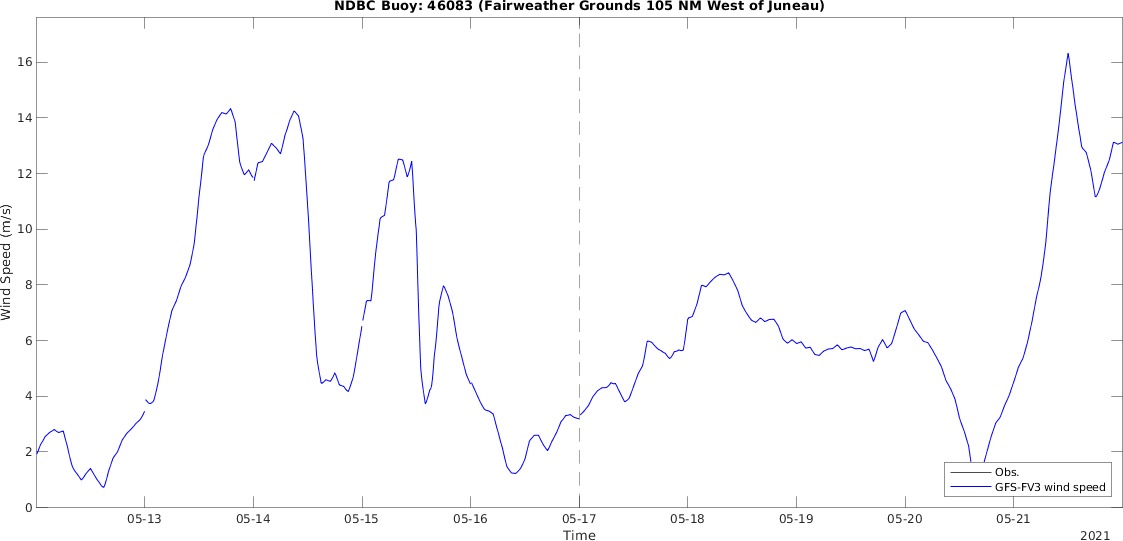 NDBC Buoy: 46083 (Fairweather Grounds 105 NM West of Juneau)
Wind Speed (m/s)
16
14
12
10
8
6
4
2
0
Obs.
GFS-FV3 wind speed
05-13 05-14 05-15 05-16 05-17 05-18 05-19 05-20 05-21
Time
2021